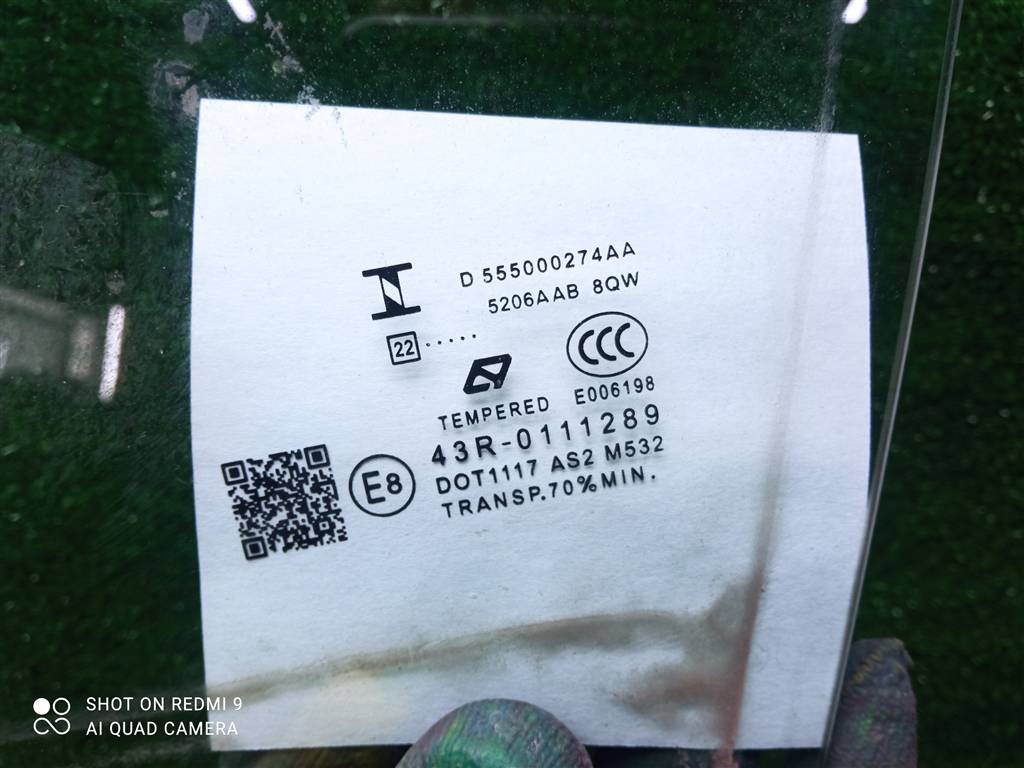 D 555000274AA
5206AAB 8QW
22 .....
CCC
TEMPERED E006198
43R-0111289
E8 DOT1117 AS2 M532
TRANSP.70%MIN.
SHOT ON REDMI 9
AI QUAD CAMERA